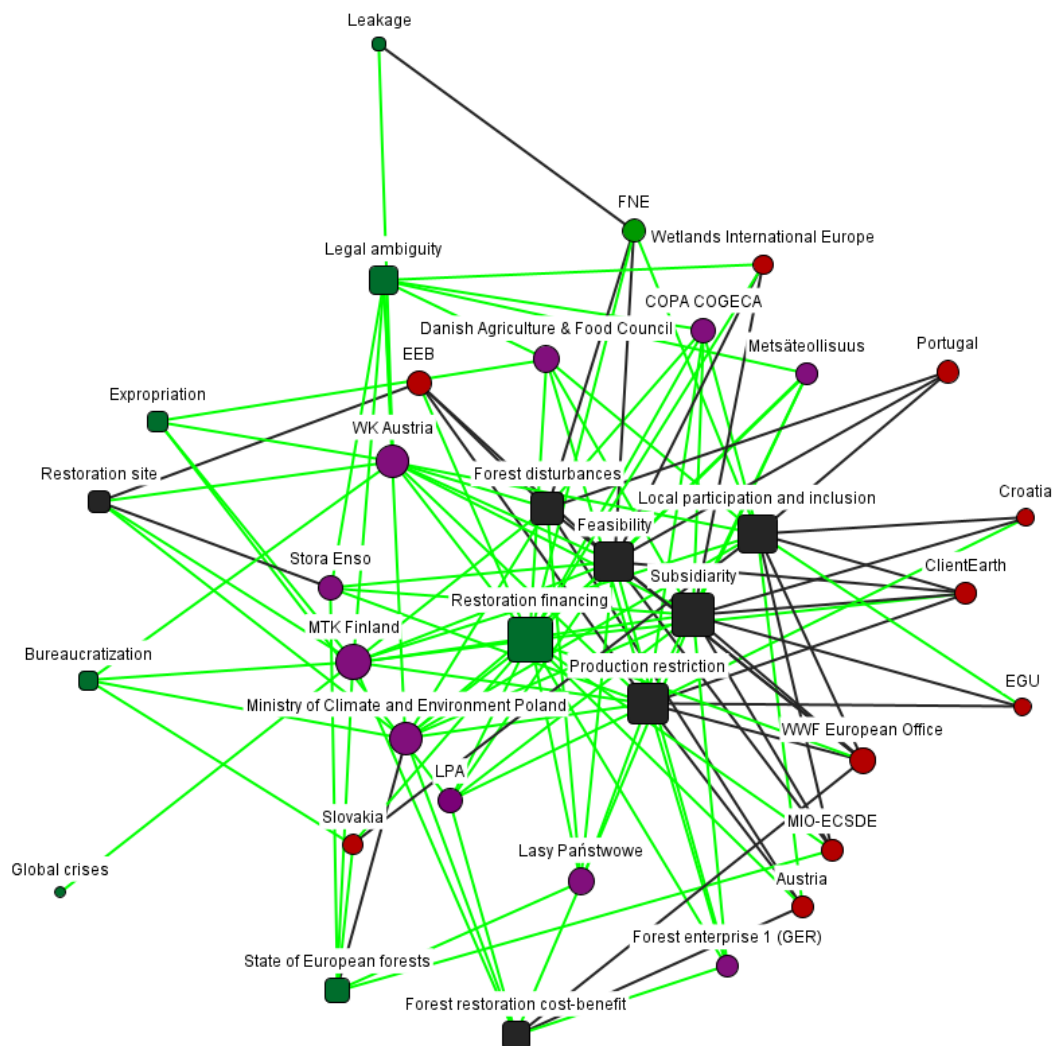 Leakage
FNE
Wetlands International Europe
Legal ambiguity
COPA COGECA
Danish Agriculture & Food Council
Metsäteollisuus
Portugal
EEB
Expropriation
WK Austria
Restoration site
Forest disturbances
Local participation and inclusion
Croatia
Feasibility
Stora Enso
ClientEarth
Subsidiarity
Restoration financing
MTK Finland
Bureaucratization
Production restriction
EGU
Ministry of Climate and Environment Poland
WWF European Office
LPA
Slovakia
MIO-ECSDE
Lasy Państwowe
Global crises
Austria
Forest enterprise 1 (GER)
State of European forests
Forest restoration cost-benefit